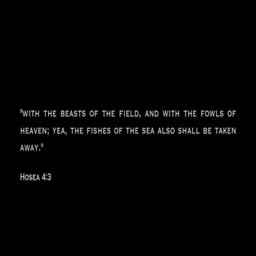 "With the beasts of the field, and with the fowls of
heaven; yea, the fishes of the sea also shall be taken
away."
Hosea 4:3